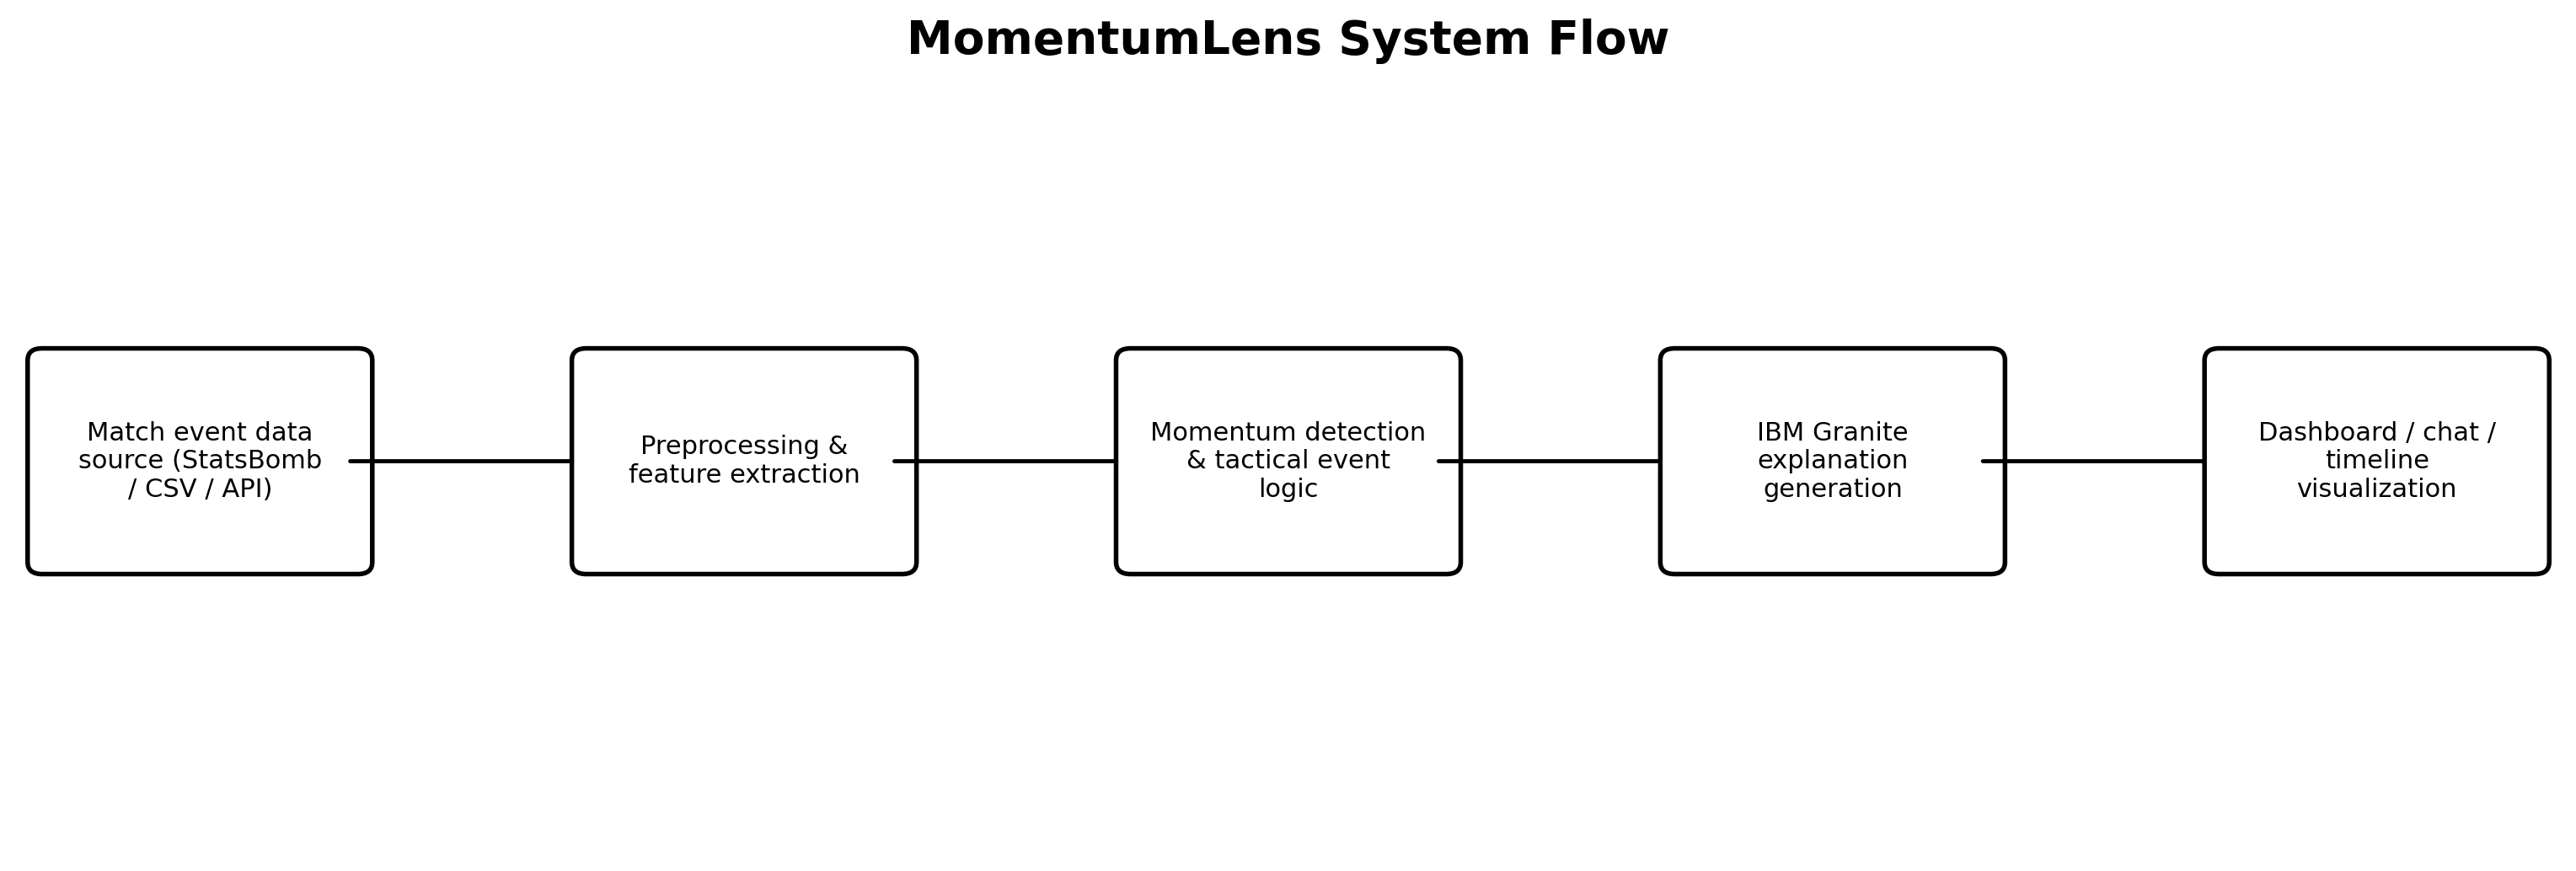 MomentumLens System Flow
Match event data
source (StatsBomb
/ CSV / API)
Preprocessing &
feature extraction
Momentum detection
& tactical event
logic
IBM Granite
explanation
generation
Dashboard / chat /
timeline
visualization